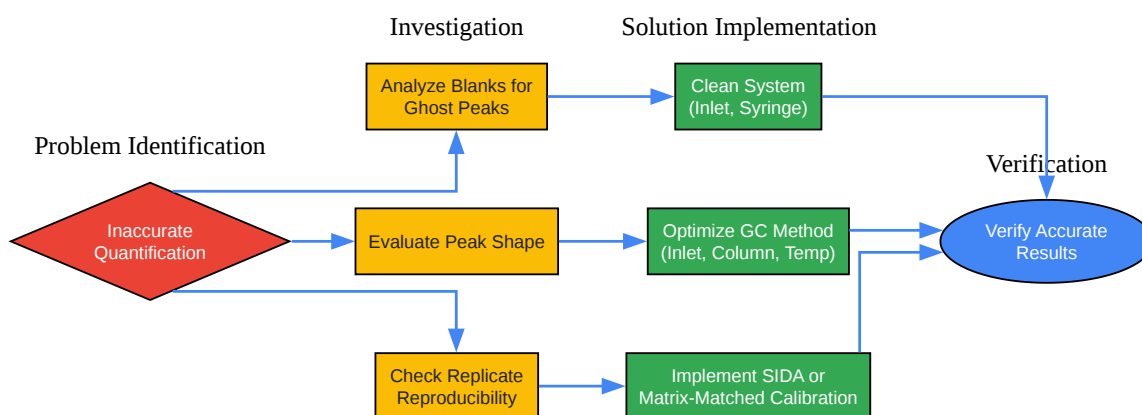 Investigation
Solution Implementation
Analyze Blanks for
Ghost Peaks
Clean System
(Inlet, Syringe)
Problem Identification
Verification
Inaccurate
Quantification
Evaluate Peak Shape
Optimize GC Method
(Inlet, Column, Temp)
Verify Accurate
Results
Check Replicate
Reproducibility
Implement SIDA or
Matrix-Matched Calibration